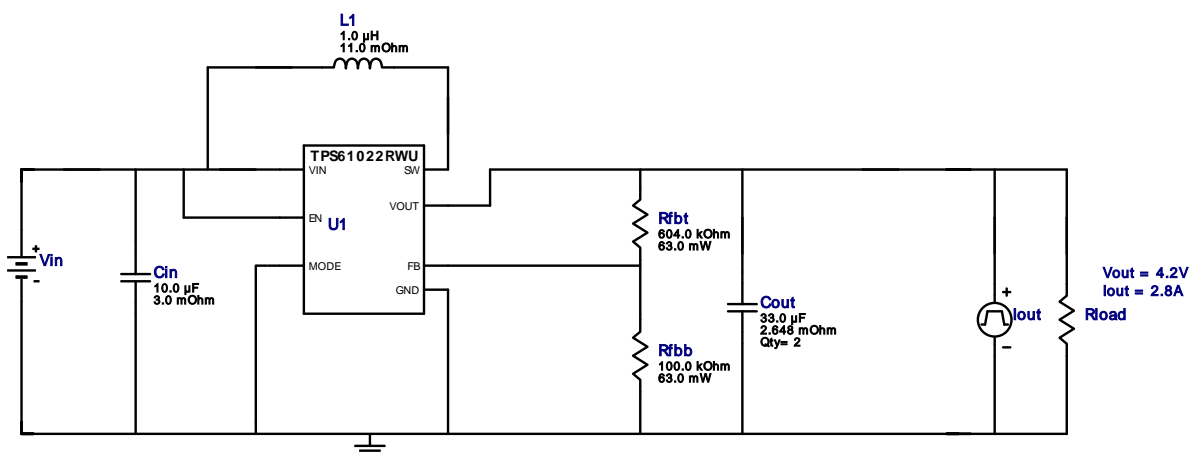 L1
1.0 µH
11.0 mOhm
TPS61022RWU
VIN
SW
VOUT
EN
U1
MODE
FB
GND
+
Vin
-
Cin
10.0 µF
3.0 mOhm
Rfbt
604.0 kOhm
63.0 mW
Rfbb
100.0 kOhm
63.0 mW
Cout
33.0 µF
2.648 mOhm
Qty= 2
+
Iout
-
Vout = 4.2V
Iout = 2.8A
Rload